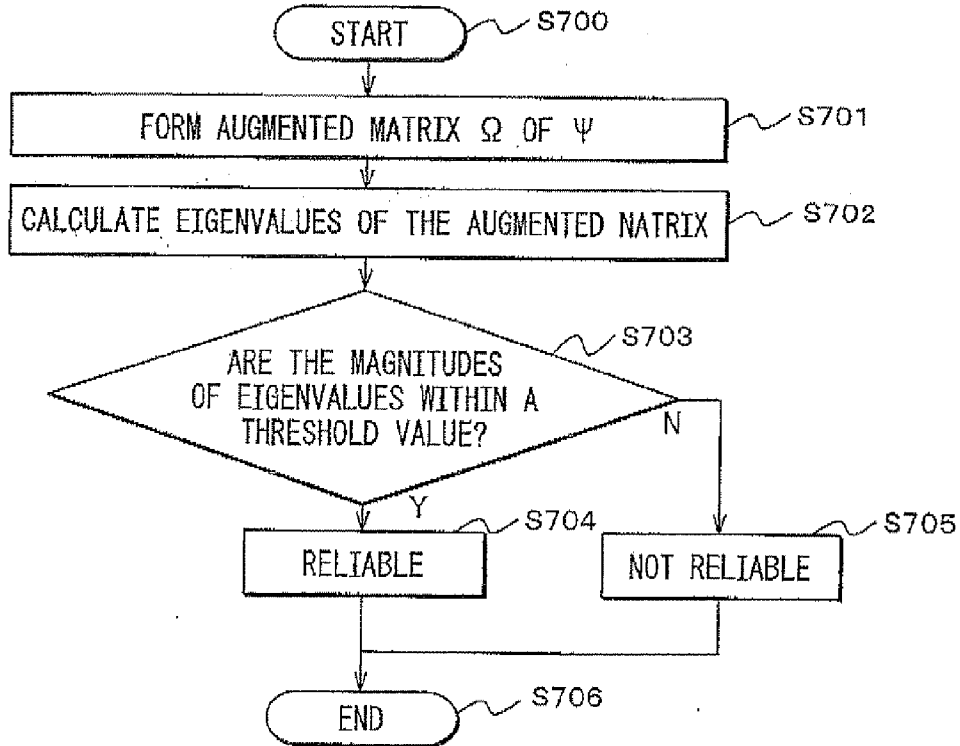 START
S700
FORM AUGMENTED MATRIX Ω OF Ψ
S701
CALCULATE EIGENVALUES OF THE AUGMENTED NATRIX
S702
ARE THE MAGNITUDES
OF EIGENVALUES WITHIN A
THRESHOLD VALUE?
S703
N
Y
S704
RELIABLE
S705
NOT RELIABLE
END
S706